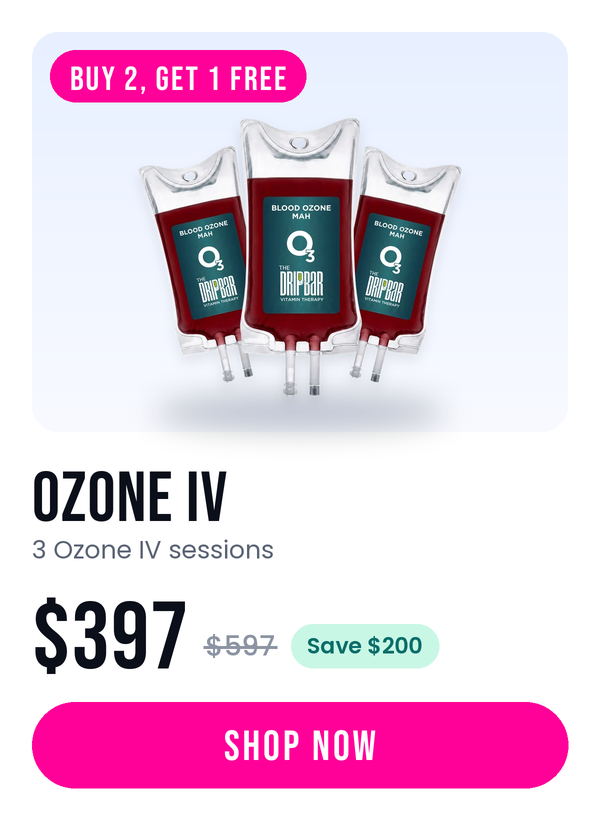 BUY 2, GET 1 FREE
BLOOD OZONE
MAH
O3
THE
DRIPBAR
VITAMIN THERAPY
BLOOD OZONE
MAH
O3
THE
DRIPBAR
VITAMIN THERAPY
BLOOD OZONE
MAH
O3
THE
DRIPBAR
VITAMIN THERAPY
OZONE IV
3 Ozone IV sessions
$397 $597 Save $200
SHOP NOW